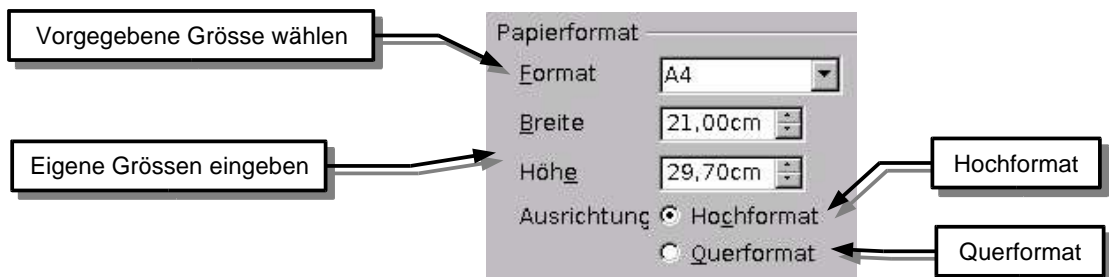 Vorgegebene Grösse wählen
Papierformat
Format A4
Breite 21,00cm
Eigene Grössen eingeben
Höhe 29,70cm
Hochformat
Ausrichtung Hochformat
Querformat
Querformat